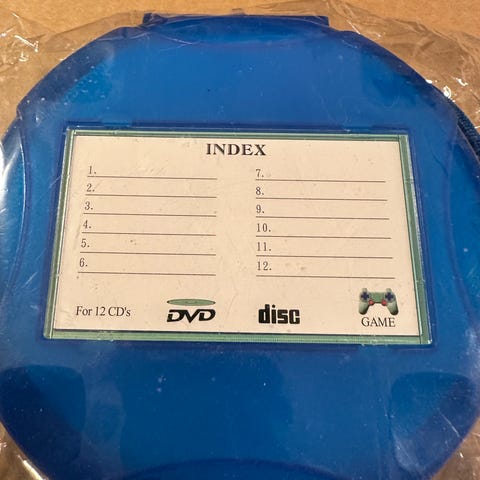 INDEX
1.
2.
3.
4.
5.
6.
7.
8.
9.
10.
11.
12.
For 12 CD's
DVD
disc
GAME